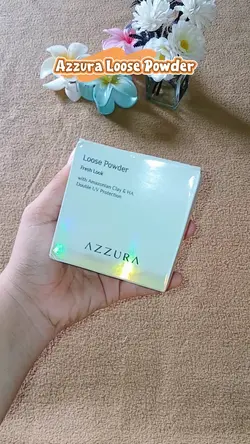 Azzura Loose Powder
Loose Powder
Fresh Look
with Amazonian Clay & HA
Double UV Protection
AZZURA